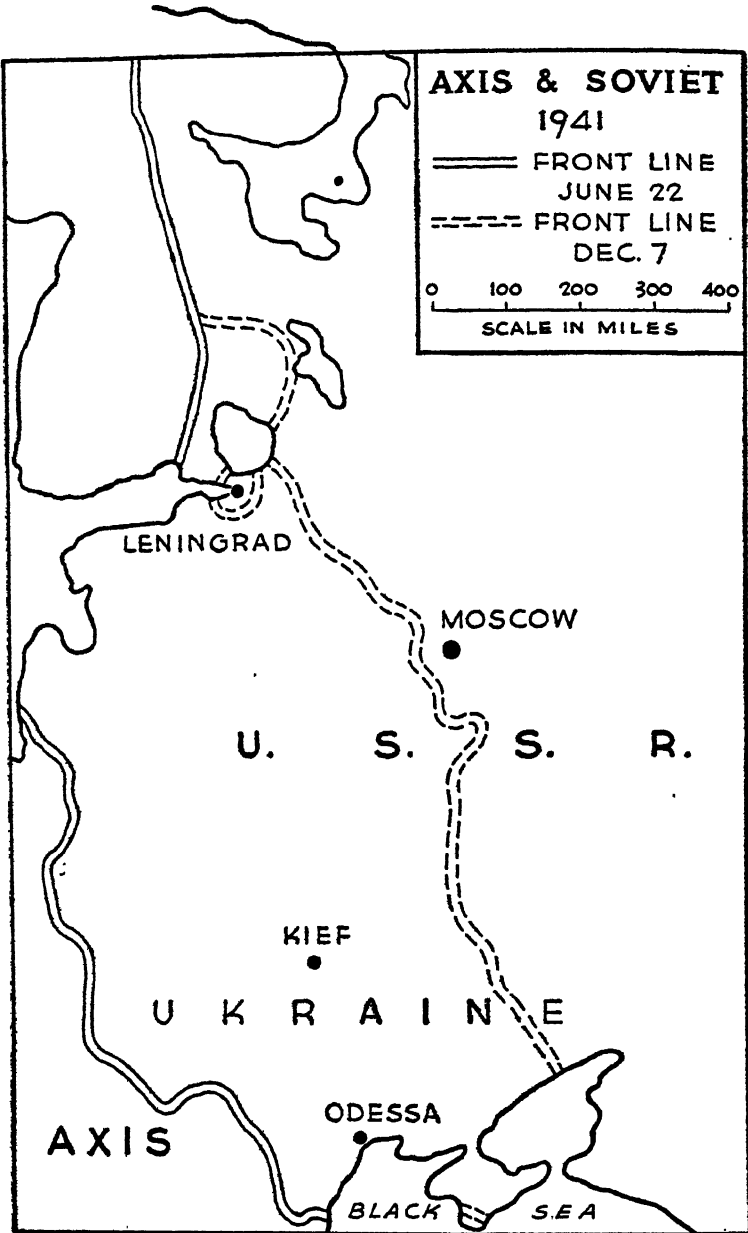 AXIS & SOVIET
1941
FRONT LINE
JUNE 22
FRONT LINE
DEC. 7
0 100 200 300 400
SCALE IN MILES
LENINGRAD
MOSCOW
U. S. S. R.
KIEF
UKRAINE
ODESSA
AXIS
BLACK SEA